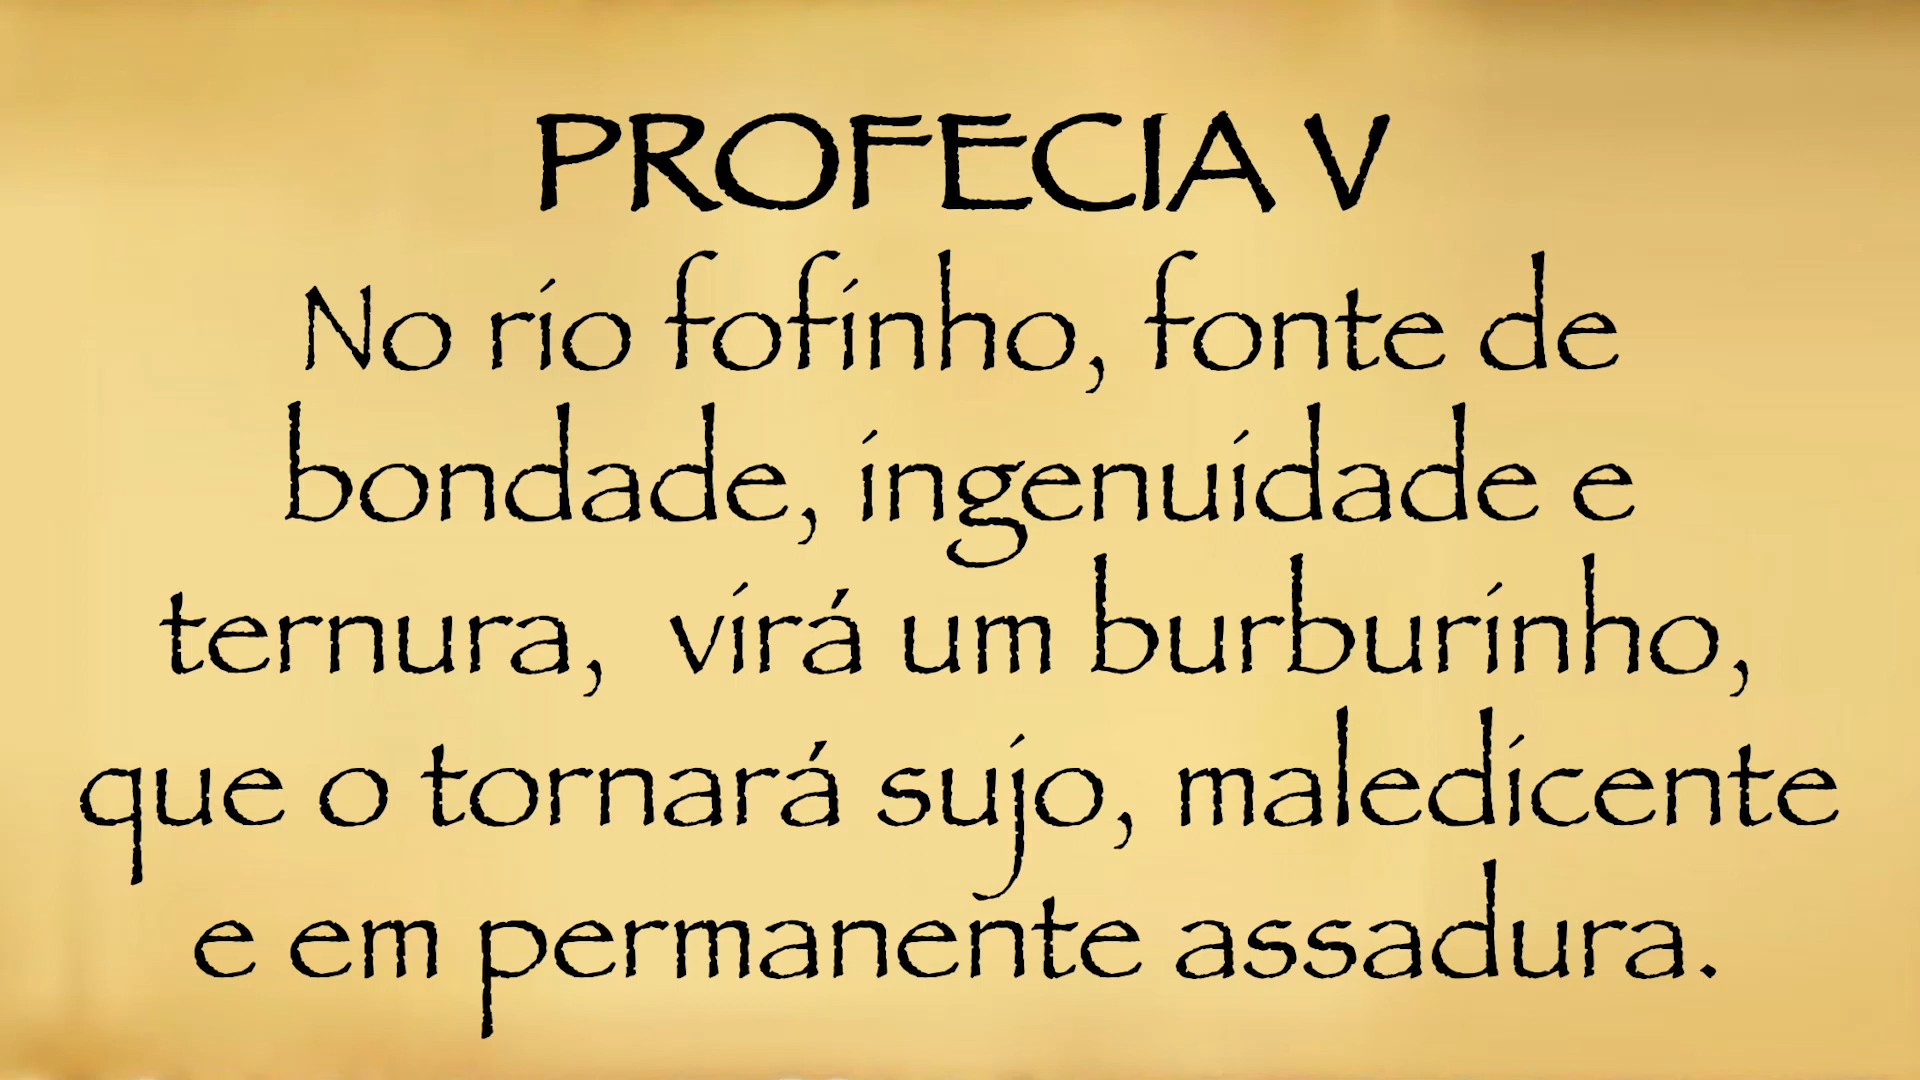 PROFECIA V
No rio fofinho, fonte de
bondade, ingenuidade e
ternura, virá um burburinho,
que o tornará sujo, maledicente
e em permanente assadura.